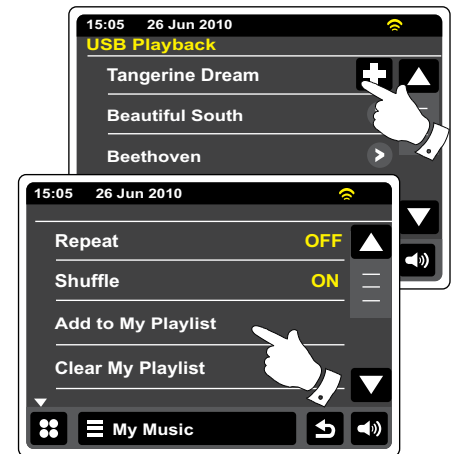 15:05 26 Jun 2010
USB Playback
Tangerine Dream
Beautiful South
Beethoven
15:05 26 Jun 2010
Repeat OFF
Shuffle ON
Add to My Playlist
Clear My Playlist
My Music